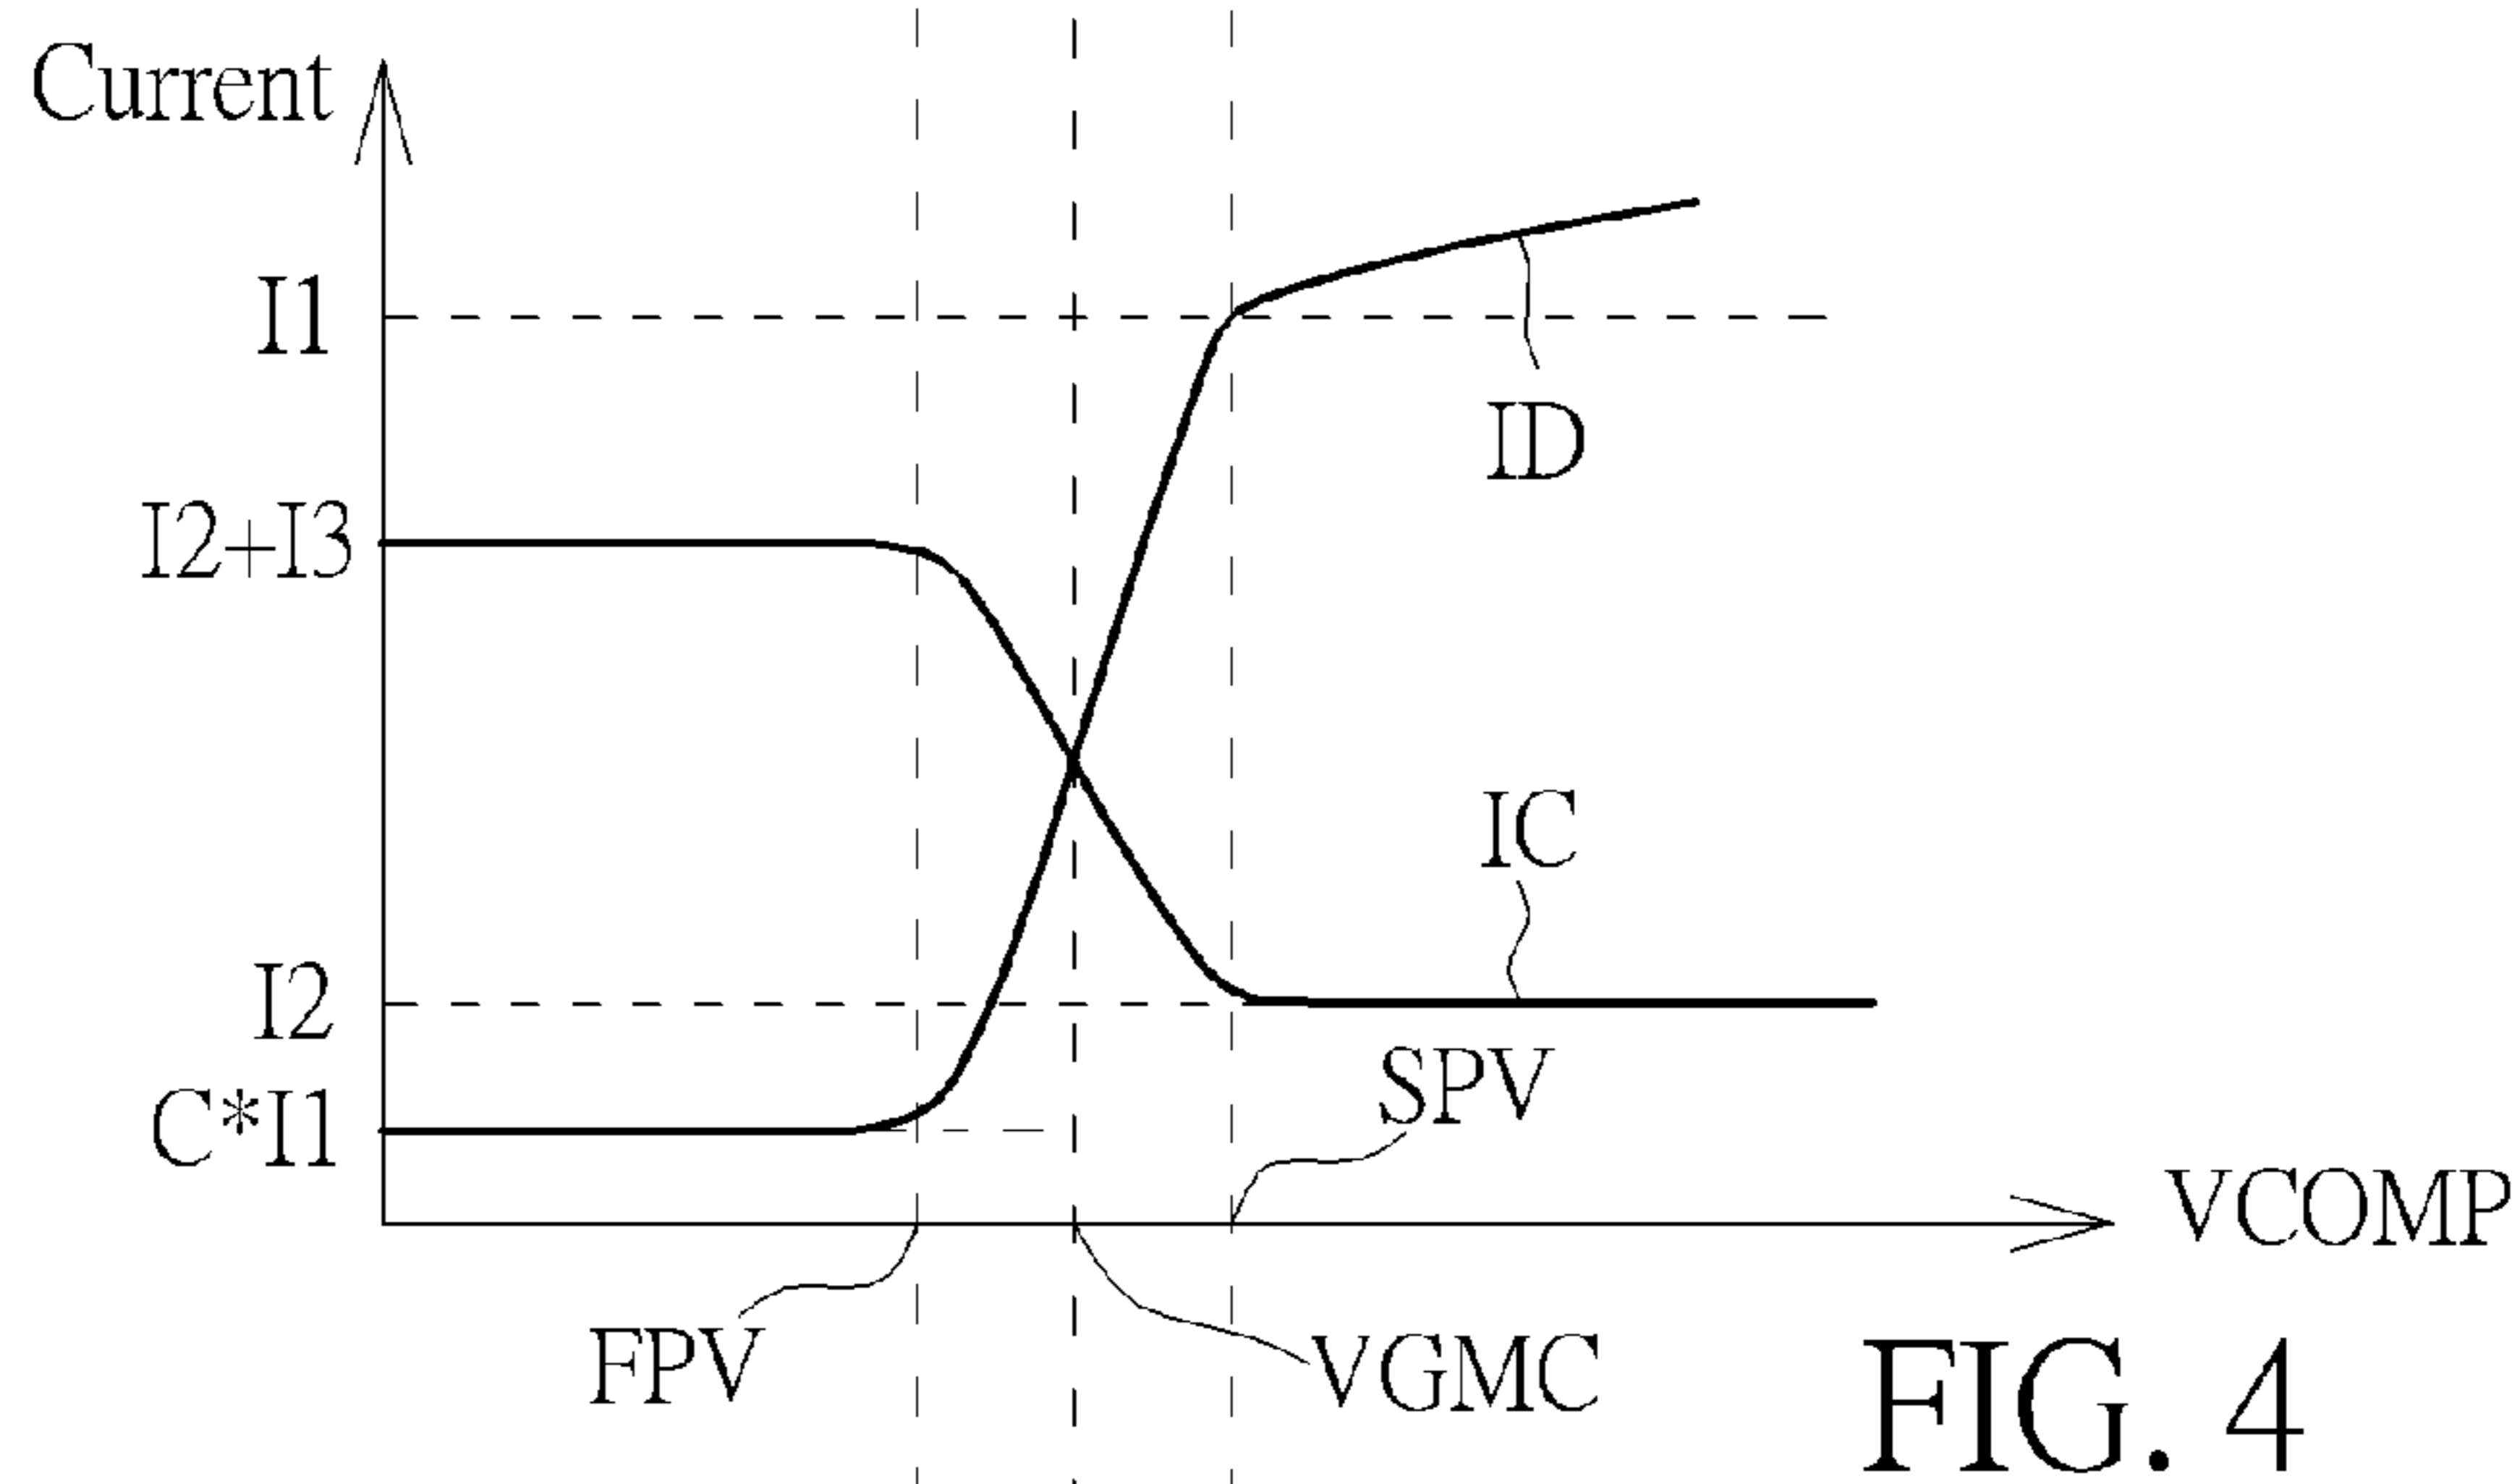 Current
I1
ID
I2+I3
IC
I2
SPV
C*I1
VCOMP
FPV
VGMC
FIG. 4